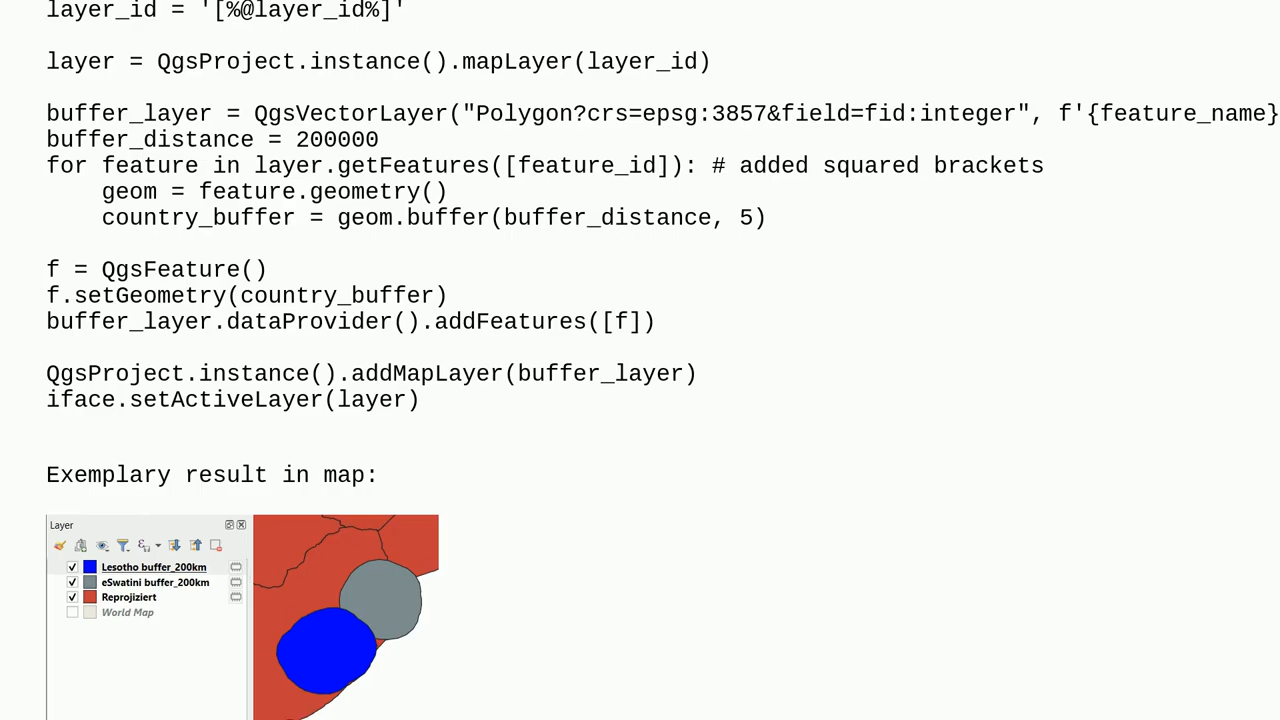 layer_id = '[%@layer_id%]'
layer = QgsProject.instance().mapLayer(layer_id)
buffer_layer = QgsVectorLayer("Polygon?crs=epsg:3857&field=fid:integer", f'{feature_name}
buffer_distance = 200000
for feature in layer.getFeatures([feature_id]): # added squared brackets
    geom = feature.geometry()
    country_buffer = geom.buffer(buffer_distance, 5)
f = QgsFeature()
f.setGeometry(country_buffer)
buffer_layer.dataProvider().addFeatures([f])
QgsProject.instance().addMapLayer(buffer_layer)
iface.setActiveLayer(layer)
Exemplary result in map:
Layer
Lesotho buffer_200km
eSwatini buffer_200km
Reprojiziert
World Map